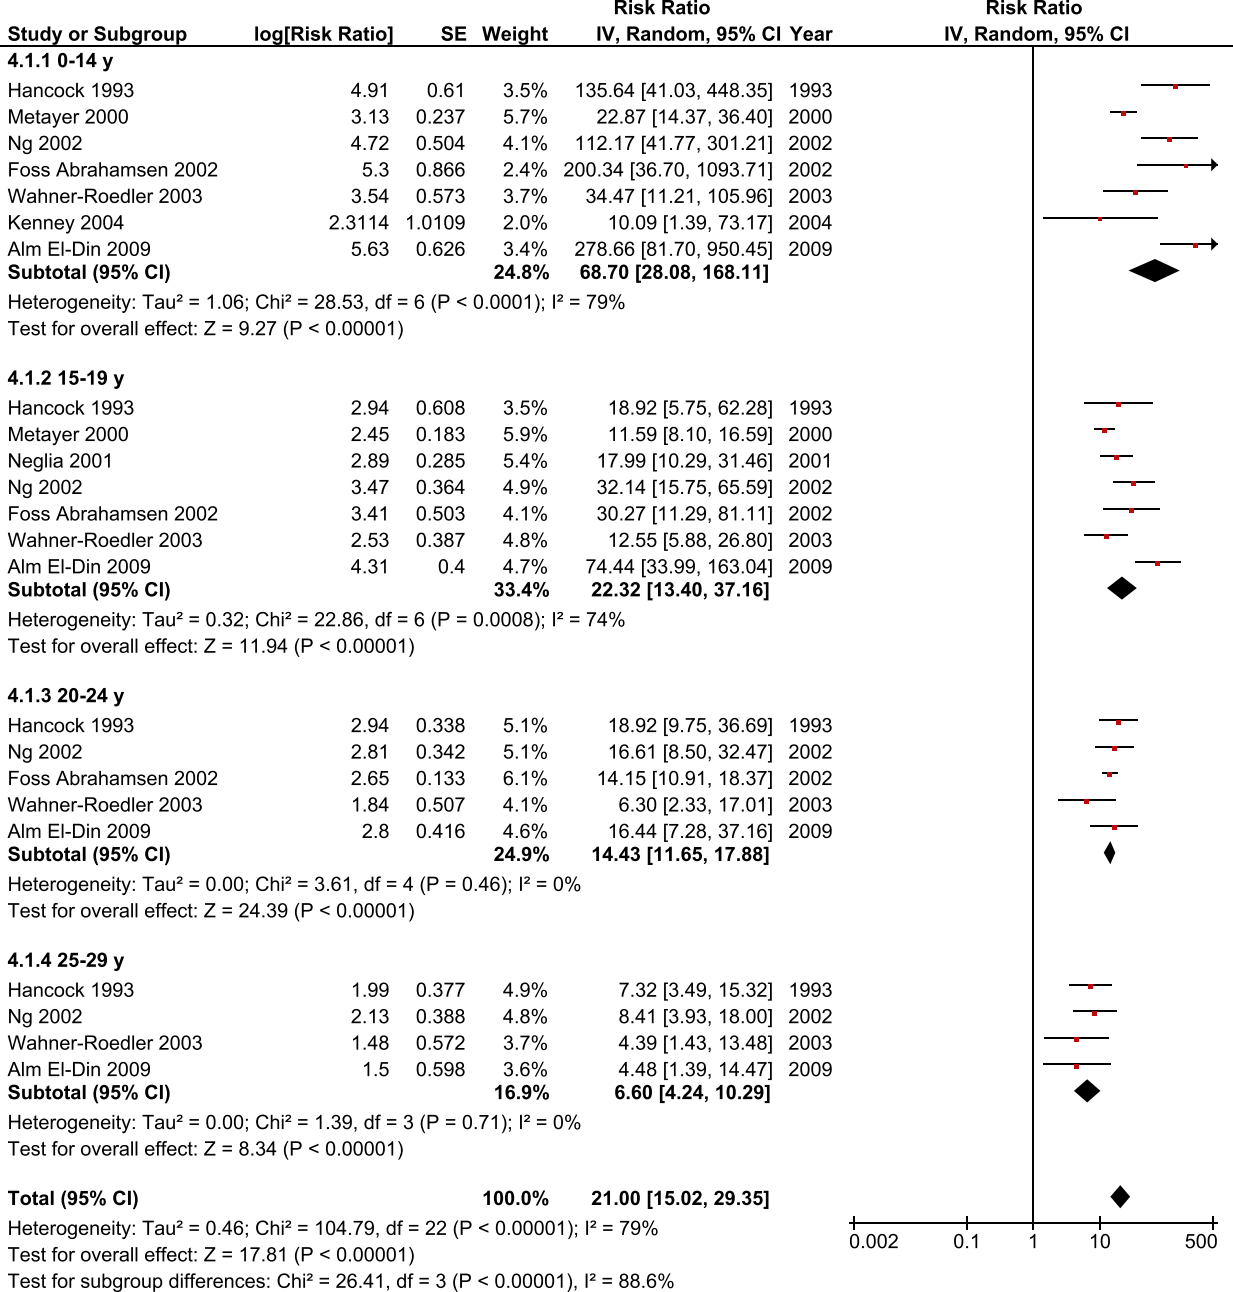 Risk Ratio Risk Ratio
Study or Subgroup log[Risk Ratio] SE Weight IV, Random, 95% CI Year IV, Random, 95% CI
4.1.1 0-14 y
Hancock 1993 4.91 0.61 3.5% 135.64 [41.03, 448.35] 1993
Metayer 2000 3.13 0.237 5.7% 22.87 [14.37, 36.40] 2000
Ng 2002 4.72 0.504 4.1% 112.17 [41.77, 301.21] 2002
Foss Abrahamsen 2002 5.3 0.866 2.4% 200.34 [36.70, 1093.71] 2002
Wahner-Roedler 2003 3.54 0.573 3.7% 34.47 [11.21, 105.96] 2003
Kenney 2004 2.3114 1.0109 2.0% 10.09 [1.39, 73.17] 2004
Alm El-Din 2009 5.63 0.626 3.4% 278.66 [81.70, 950.45] 2009
Subtotal (95% CI) 24.8% 68.70 [28.08, 168.11]
Heterogeneity: Tau² = 1.06; Chi² = 28.53, df = 6 (P < 0.0001); I² = 79%
Test for overall effect: Z = 9.27 (P < 0.00001)
4.1.2 15-19 y
Hancock 1993 2.94 0.608 3.5% 18.92 [5.75, 62.28] 1993
Metayer 2000 2.45 0.183 5.9% 11.59 [8.10, 16.59] 2000
Neglia 2001 2.89 0.285 5.4% 17.99 [10.29, 31.46] 2001
Ng 2002 3.47 0.364 4.9% 32.14 [15.75, 65.59] 2002
Foss Abrahamsen 2002 3.41 0.503 4.1% 30.27 [11.29, 81.11] 2002
Wahner-Roedler 2003 2.53 0.387 4.8% 12.55 [5.88, 26.80] 2003
Alm El-Din 2009 4.31 0.4 4.7% 74.44 [33.99, 163.04] 2009
Subtotal (95% CI) 33.4% 22.32 [13.40, 37.16]
Heterogeneity: Tau² = 0.32; Chi² = 22.86, df = 6 (P = 0.0008); I² = 74%
Test for overall effect: Z = 11.94 (P < 0.00001)
4.1.3 20-24 y
Hancock 1993 2.94 0.338 5.1% 18.92 [9.75, 36.69] 1993
Ng 2002 2.81 0.342 5.1% 16.61 [8.50, 32.47] 2002
Foss Abrahamsen 2002 2.65 0.133 6.1% 14.15 [10.91, 18.37] 2002
Wahner-Roedler 2003 1.84 0.507 4.1% 6.30 [2.33, 17.01] 2003
Alm El-Din 2009 2.8 0.416 4.6% 16.44 [7.28, 37.16] 2009
Subtotal (95% CI) 24.9% 14.43 [11.65, 17.88]
Heterogeneity: Tau² = 0.00; Chi² = 3.61, df = 4 (P = 0.46); I² = 0%
Test for overall effect: Z = 24.39 (P < 0.00001)
4.1.4 25-29 y
Hancock 1993 1.99 0.377 4.9% 7.32 [3.49, 15.32] 1993
Ng 2002 2.13 0.388 4.8% 8.41 [3.93, 18.00] 2002
Wahner-Roedler 2003 1.48 0.572 3.7% 4.39 [1.43, 13.48] 2003
Alm El-Din 2009 1.5 0.598 3.6% 4.48 [1.39, 14.47] 2009
Subtotal (95% CI) 16.9% 6.60 [4.24, 10.29]
Heterogeneity: Tau² = 0.00; Chi² = 1.39, df = 3 (P = 0.71); I² = 0%
Test for overall effect: Z = 8.34 (P < 0.00001)
Total (95% CI) 100.0% 21.00 [15.02, 29.35]
Heterogeneity: Tau² = 0.46; Chi² = 104.79, df = 22 (P < 0.00001); I² = 79%
Test for overall effect: Z = 17.81 (P < 0.00001)
Test for subgroup differences: Chi² = 26.41, df = 3 (P < 0.00001), I² = 88.6%
0.002 0.1 1 10 500